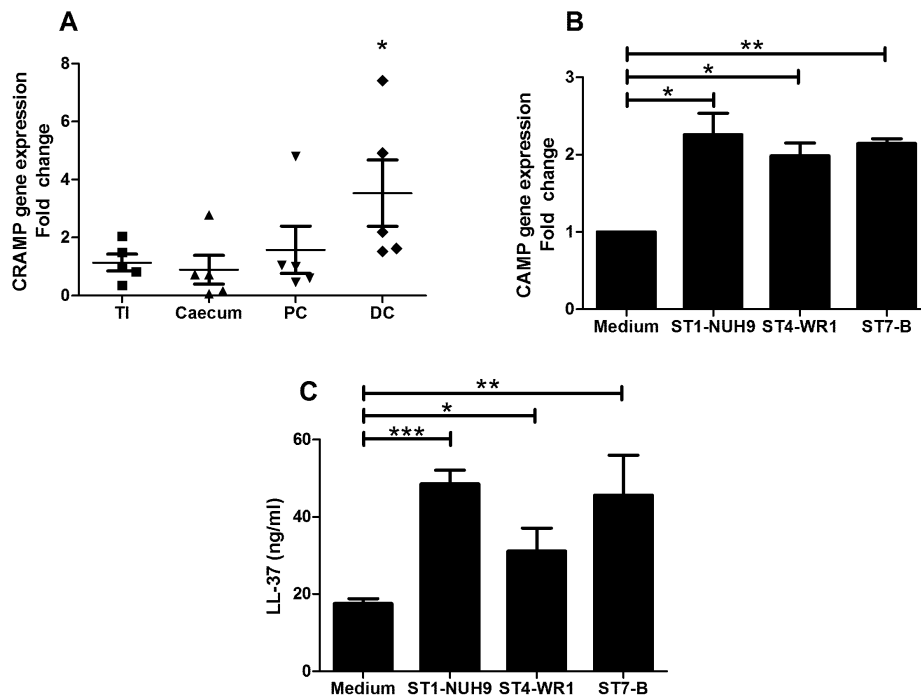 A
*
CRAMP gene expression
Fold change
8
6
4
2
0
TI Caecum PC DC
B
**
*
*
CAMP gene expression
Fold change
3
2
1
0
Medium ST1-NUH9 ST4-WR1 ST7-B
C
**
*
***
LL-37 (ng/ml)
60
40
20
0
Medium ST1-NUH9 ST4-WR1 ST7-B